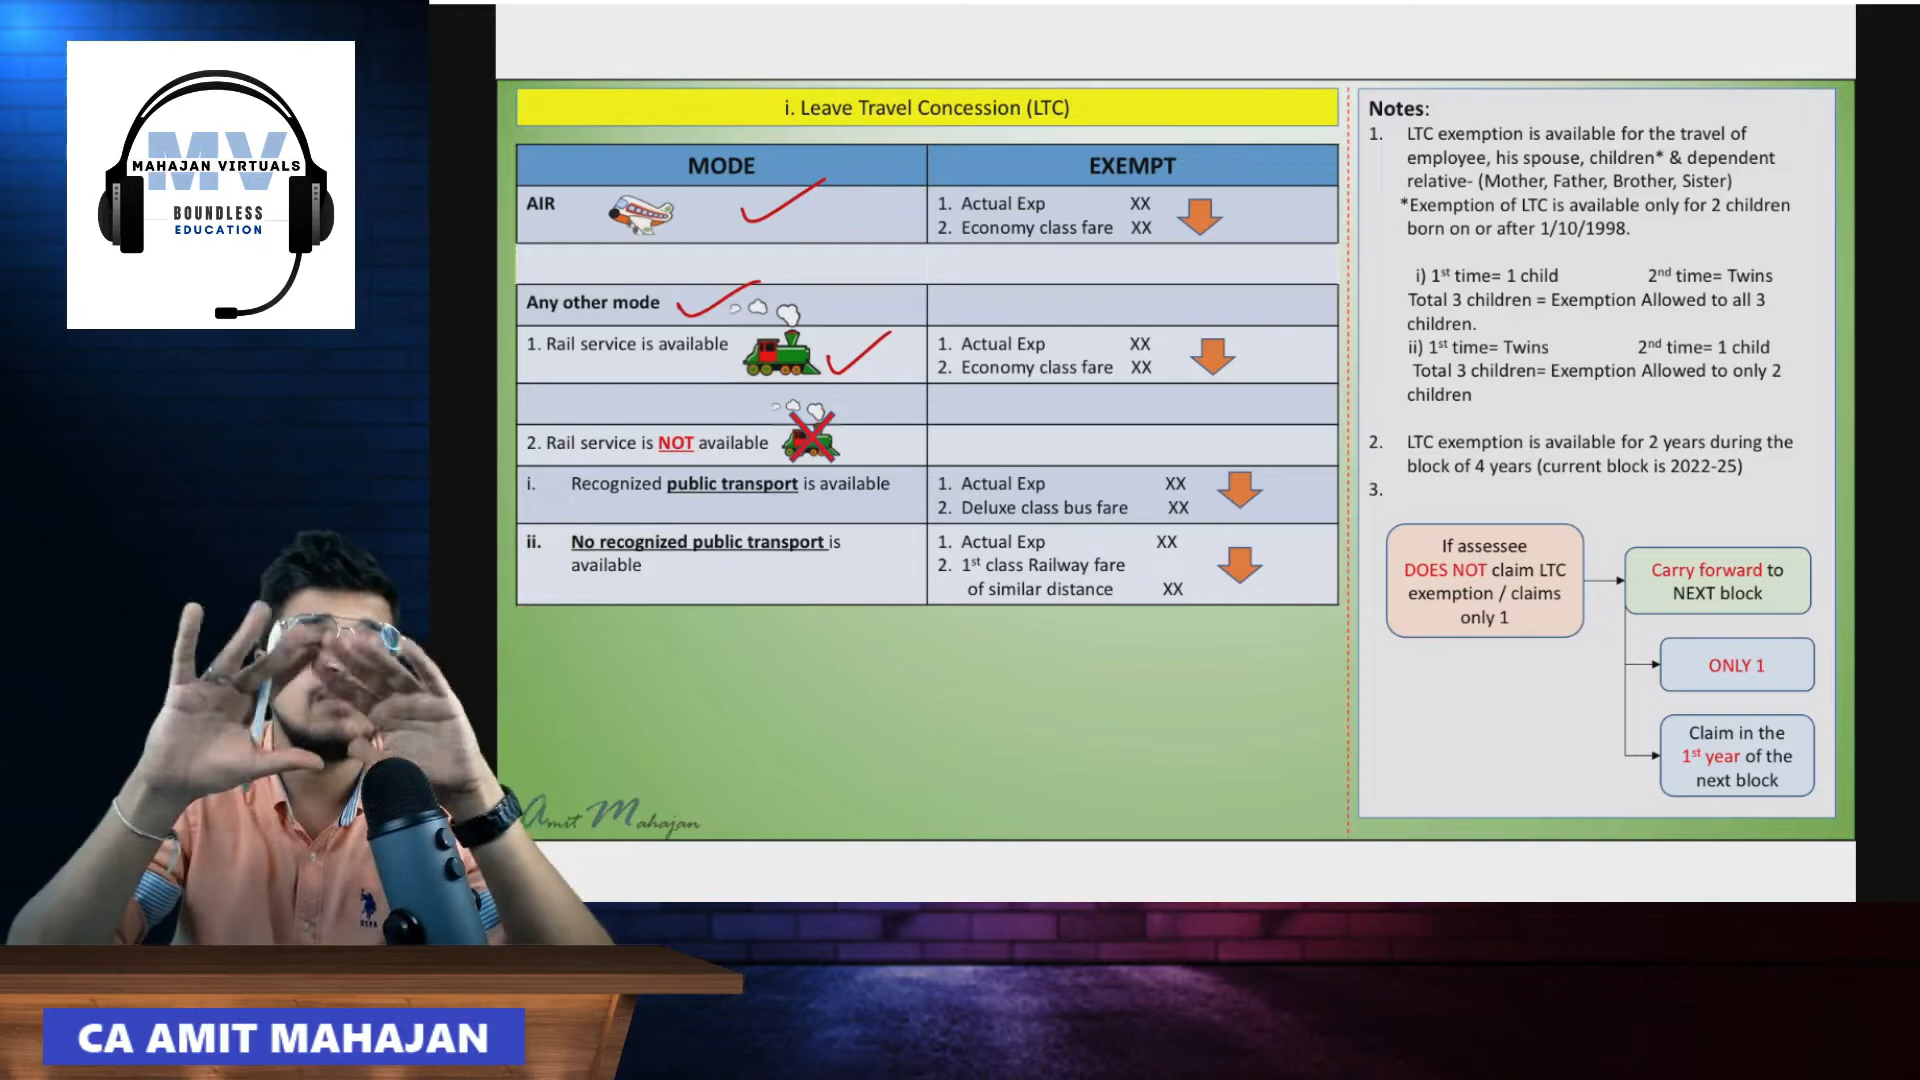 MV
MAHAJAN VIRTUALS
BOUNDLESS
EDUCATION
i. Leave Travel Concession (LTC)
MODE EXEMPT
AIR
1. Actual Exp XX
2. Economy class fare XX
Any other mode
1. Rail service is available
1. Actual Exp XX
2. Economy class fare XX
2. Rail service is NOT available
i. Recognized public transport is available
1. Actual Exp XX
2. Deluxe class bus fare XX
ii. No recognized public transport is
available
1. Actual Exp XX
2. 1st class Railway fare
of similar distance XX
Amit Mahajan
Notes:
1. LTC exemption is available for the travel of
employee, his spouse, children* & dependent
relative- (Mother, Father, Brother, Sister)
*Exemption of LTC is available only for 2 children
born on or after 1/10/1998.
i) 1st time= 1 child 2nd time= Twins
Total 3 children = Exemption Allowed to all 3
children.
ii) 1st time= Twins 2nd time= 1 child
Total 3 children= Exemption Allowed to only 2
children
2. LTC exemption is available for 2 years during the
block of 4 years (current block is 2022-25)
3.
If assessee
DOES NOT claim LTC
exemption / claims
only 1
Carry forward to
NEXT block
ONLY 1
Claim in the
1st year of the
next block
USPA
CA AMIT MAHAJAN